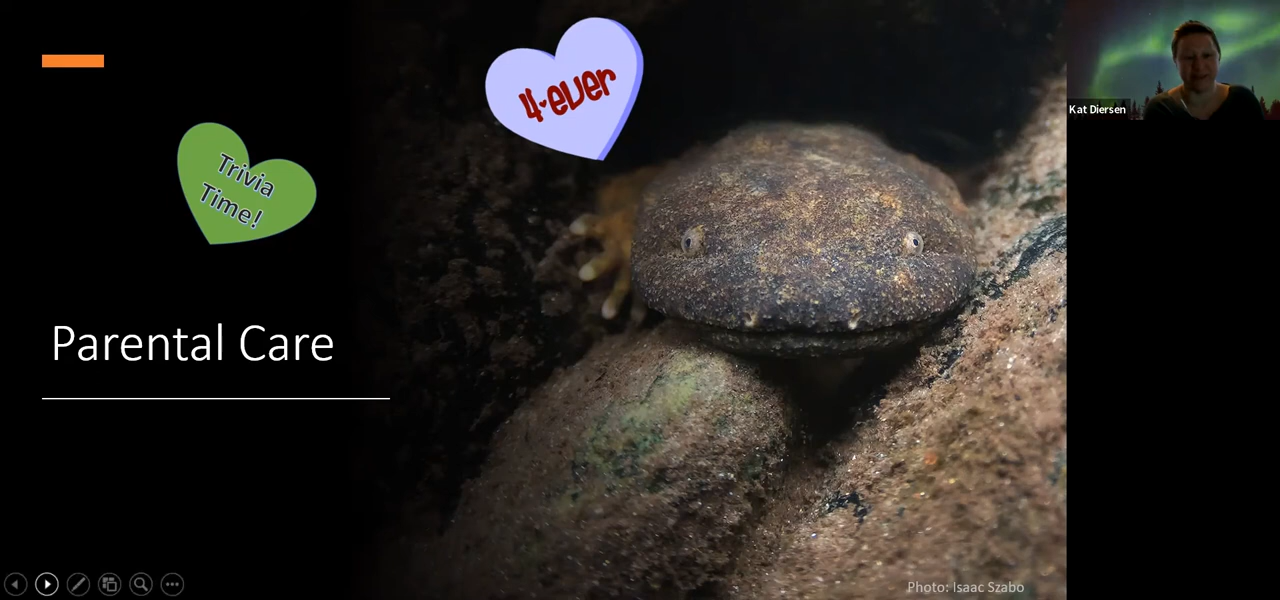 4-ever
Trivia
Time!
Kat Diersen
Parental Care
Photo: Isaac Szabo